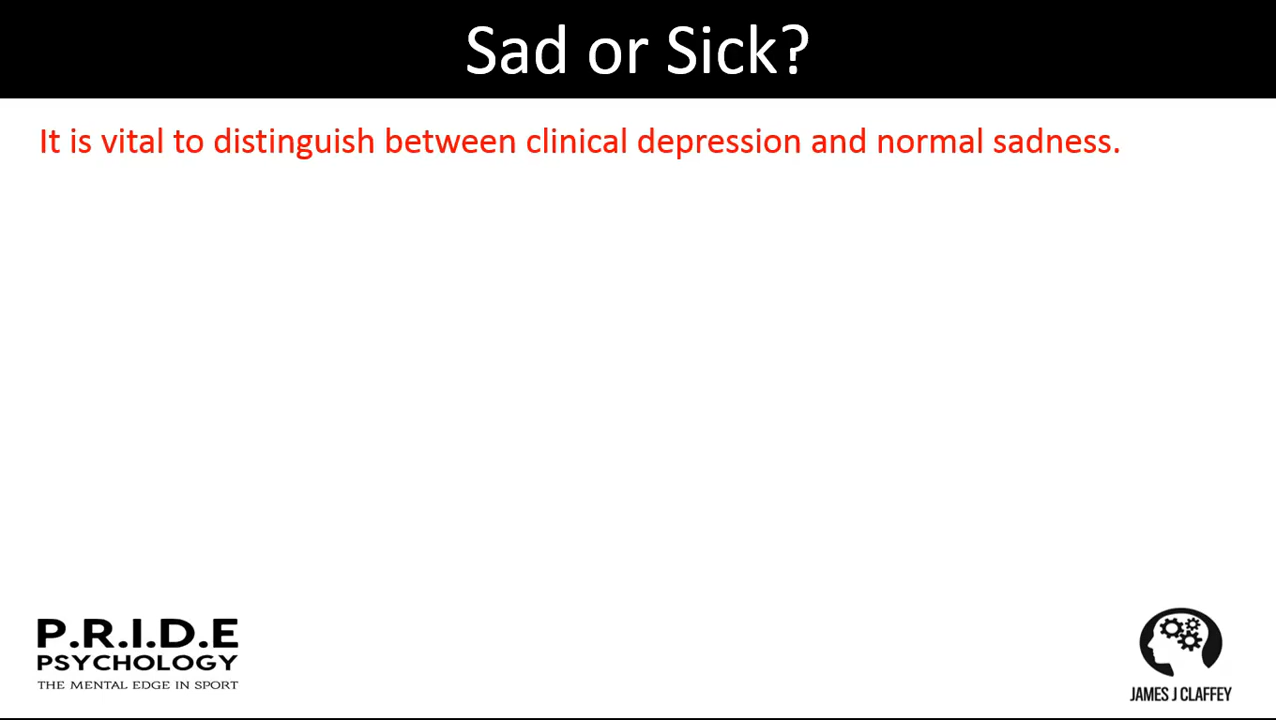 Sad or Sick?
It is vital to distinguish between clinical depression and normal sadness.
P.R.I.D.E
PSYCHOLOGY
THE MENTAL EDGE IN SPORT
JAMES J CLAFFEY